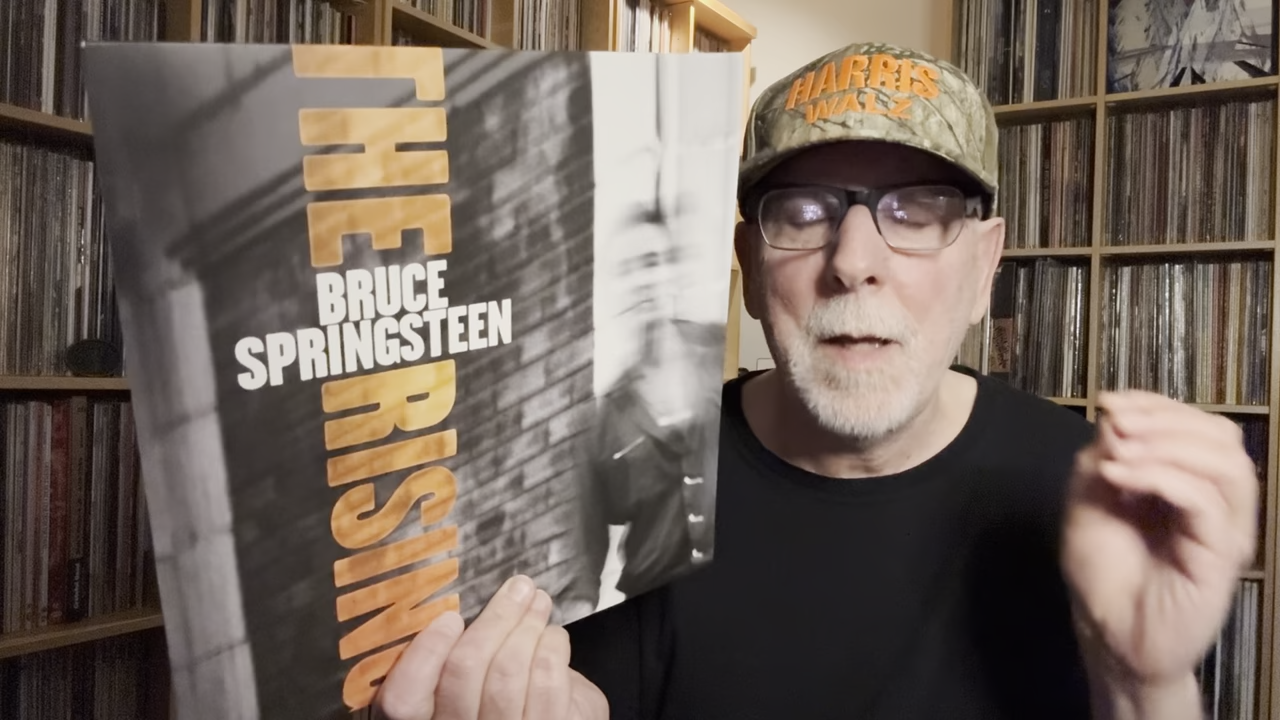 THE RISING
BRUCE
SPRINGSTEEN
HARRIS
WALZ